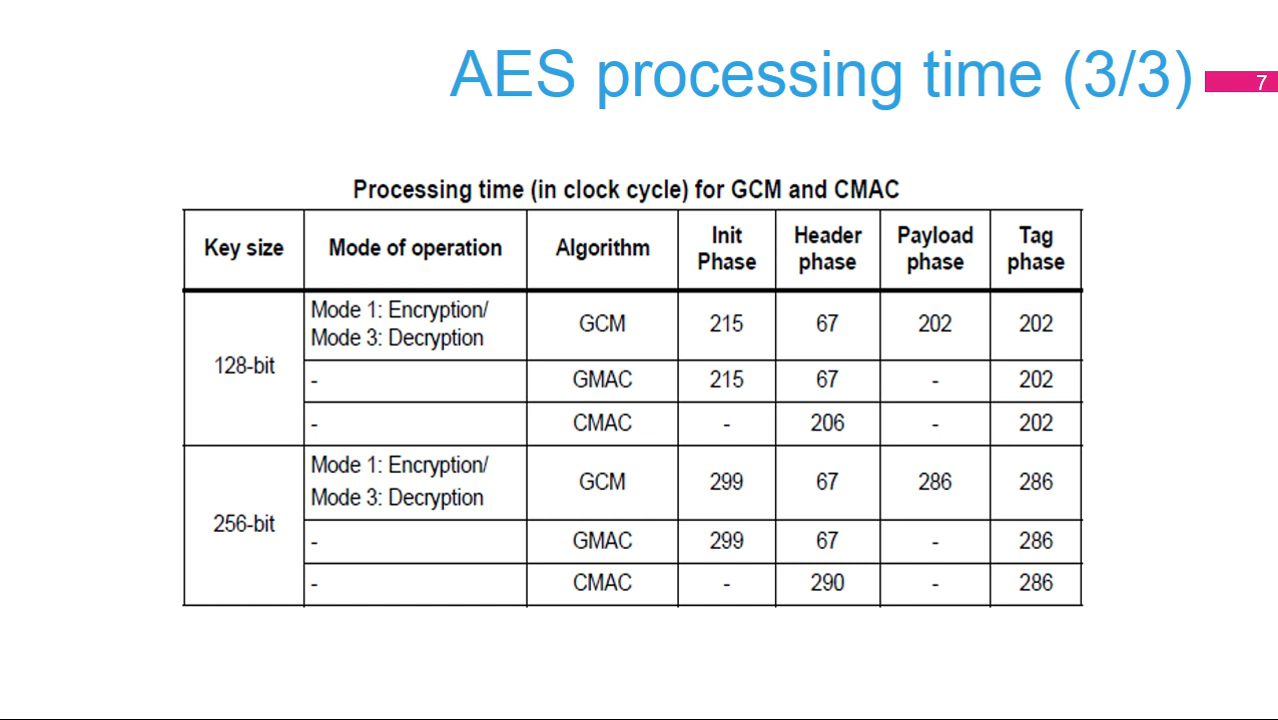 AES processing time (3/3)
7
Processing time (in clock cycle) for GCM and CMAC
Key size Mode of operation Algorithm Init Phase Header phase Payload phase Tag phase
128-bit Mode 1: Encryption/ Mode 3: Decryption GCM 215 67 202 202
- GMAC 215 67 - 202
- CMAC - 206 - 202
256-bit Mode 1: Encryption/ Mode 3: Decryption GCM 299 67 286 286
- GMAC 299 67 - 286
- CMAC - 290 - 286